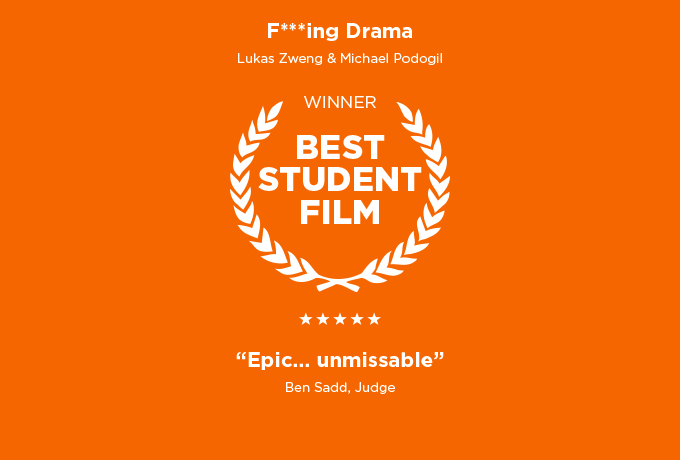 F***ing Drama
Lukas Zweng & Michael Podogil
WINNER
BEST
STUDENT
FILM
“Epic... unmissable”
Ben Sadd, Judge